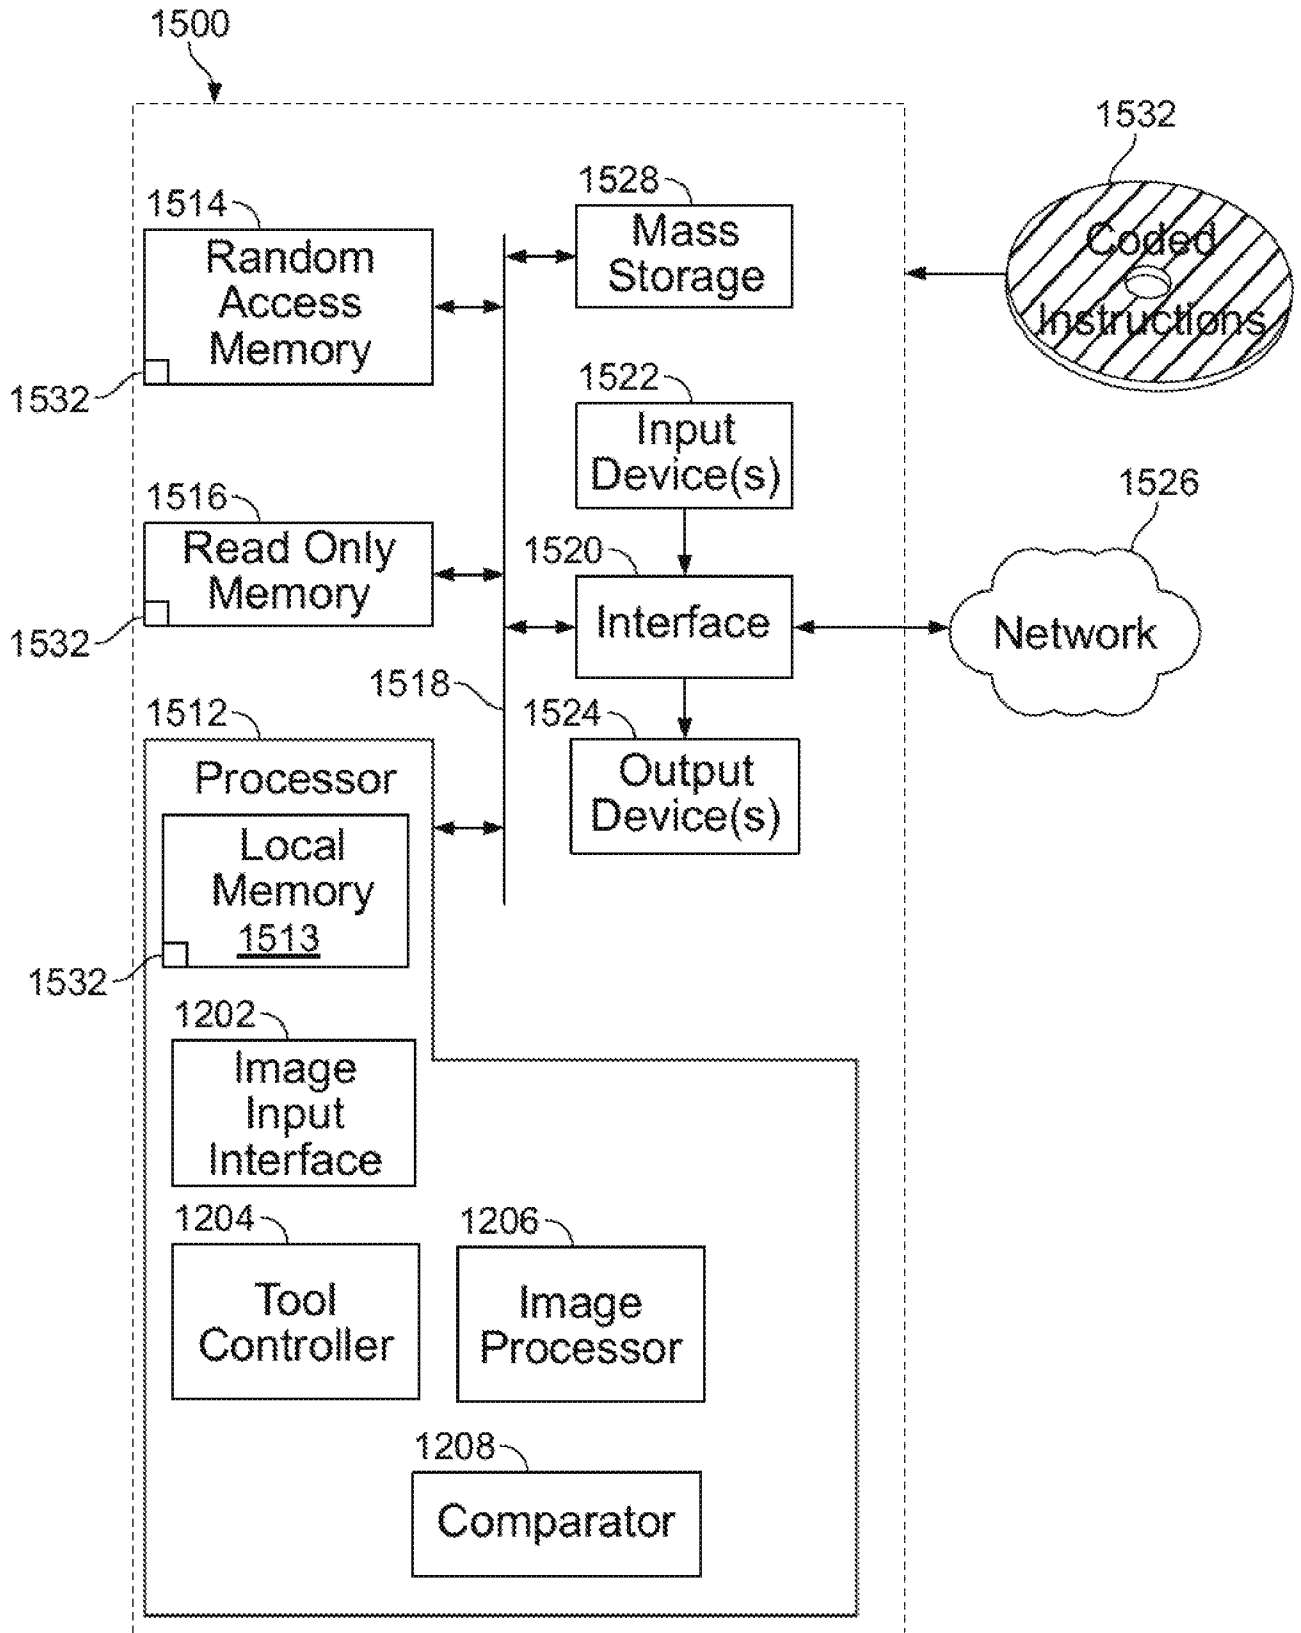 1500
1532
Coded
Instructions
1514
Random
Access
Memory
1532
1528
Mass
Storage
1522
Input
Device(s)
1516
Read Only
Memory
1532
1520
Interface
1526
Network
1518
1524
Output
Device(s)
1512
Processor
Local
Memory
1513
1532
1202
Image
Input
Interface
1204
Tool
Controller
1206
Image
Processor
1208
Comparator